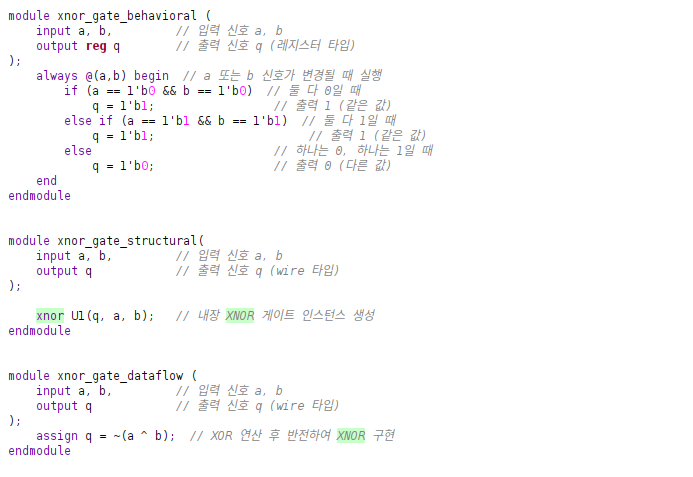 module xnor_gate_behavioral (
    input a, b,         // 입력 신호 a, b
    output reg q        // 출력 신호 q (레지스터 타입)
);
    always @(a,b) begin  // a 또는 b 신호가 변경될 때 실행
        if (a == 1'b0 && b == 1'b0)  // 둘 다 0일 때
            q = 1'b1;                 // 출력 1 (같은 값)
        else if (a == 1'b1 && b == 1'b1)  // 둘 다 1일 때
            q = 1'b1;                      // 출력 1 (같은 값)
        else                          // 하나는 0, 하나는 1일 때
            q = 1'b0;                 // 출력 0 (다른 값)
    end
endmodule
module xnor_gate_structural(
    input a, b,         // 입력 신호 a, b
    output q            // 출력 신호 q (wire 타입)
);
    xnor U1(q, a, b);   // 내장 XNOR 게이트 인스턴스 생성
endmodule
module xnor_gate_dataflow (
    input a, b,         // 입력 신호 a, b
    output q            // 출력 신호 q (wire 타입)
);
    assign q = ~(a ^ b);  // XOR 연산 후 반전하여 XNOR 구현
endmodule